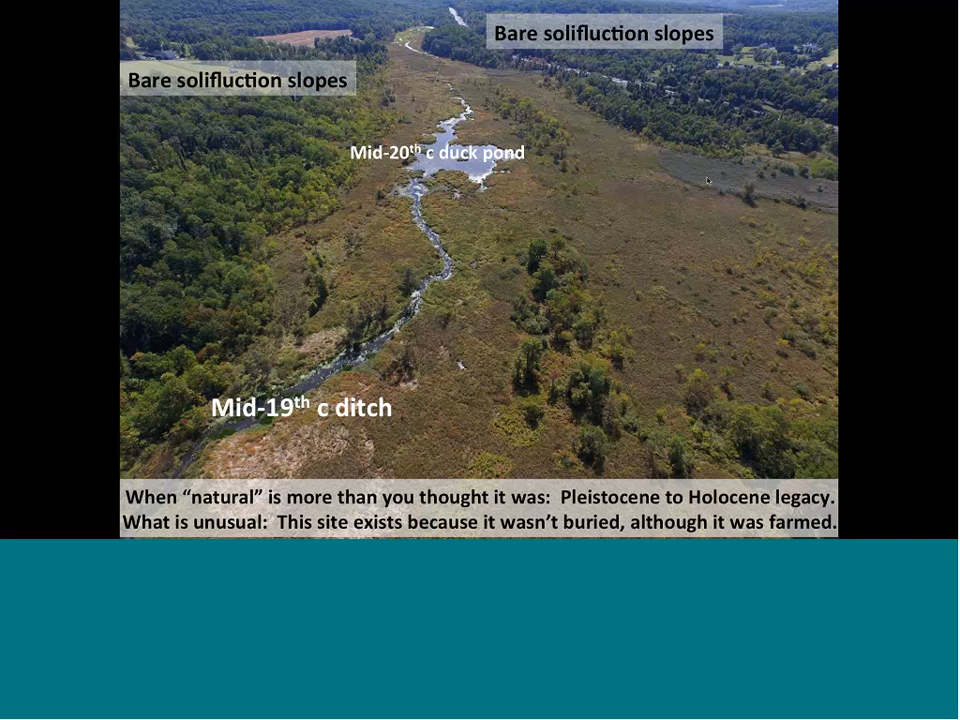 Bare solifluction slopes
Bare solifluction slopes
Mid-20th c duck pond
Mid-19th c ditch
When “natural” is more than you thought it was:  Pleistocene to Holocene legacy.
What is unusual:  This site exists because it wasn’t buried, although it was farmed.